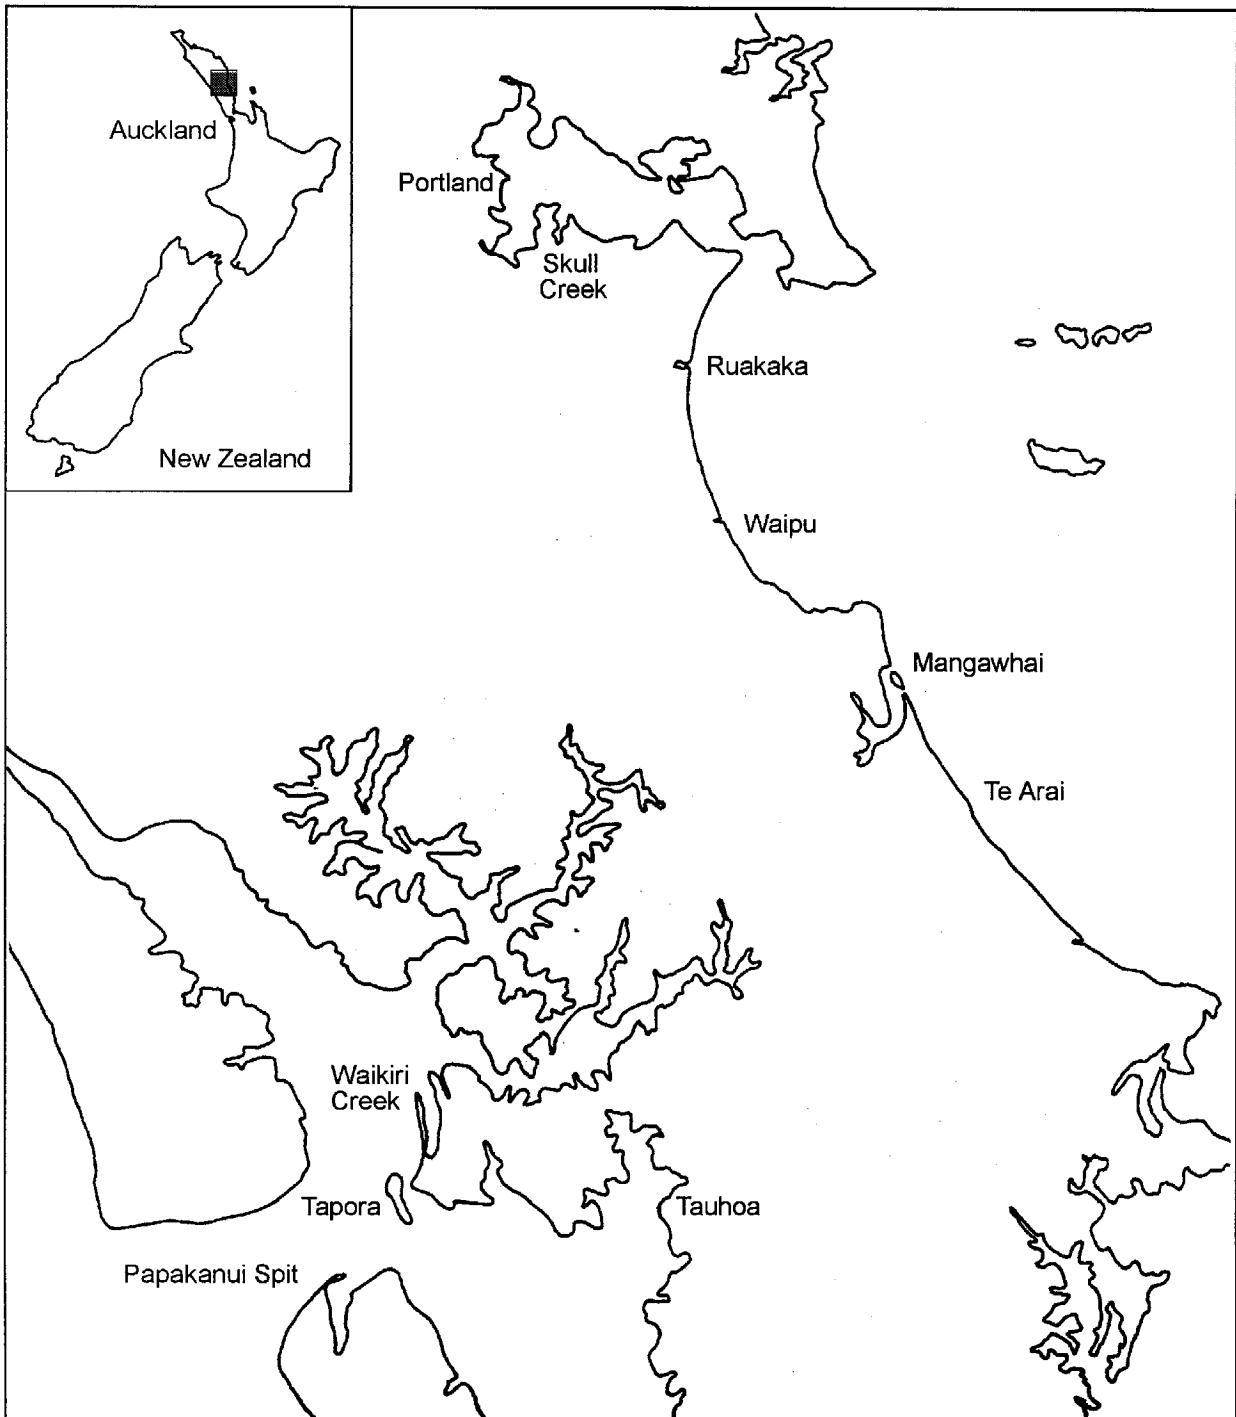 Auckland
New Zealand
Portland
Skull
Creek
Ruakaka
Waipu
Mangawhai
Te Arai
Waikiri
Creek
Tapora
Tauhoa
Papakanui Spit